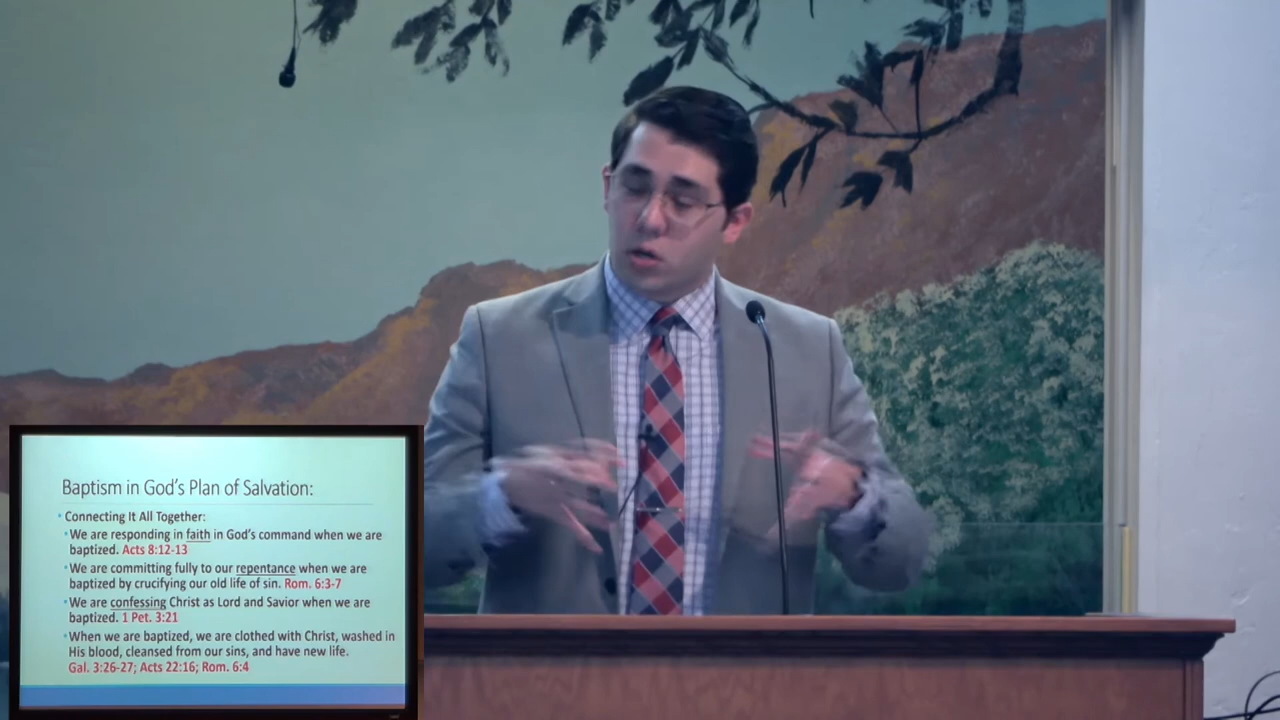 Baptism in God's Plan of Salvation:
Connecting It All Together:
We are responding in faith in God's command when we are
baptized. Acts 8:12-13
We are committing fully to our repentance when we are
baptized by crucifying our old life of sin. Rom. 6:3-7
We are confessing Christ as Lord and Savior when we are
baptized. 1 Pet. 3:21
When we are baptized, we are clothed with Christ, washed in
His blood, cleansed from our sins, and have new life.
Gal. 3:26-27; Acts 22:16; Rom. 6:4